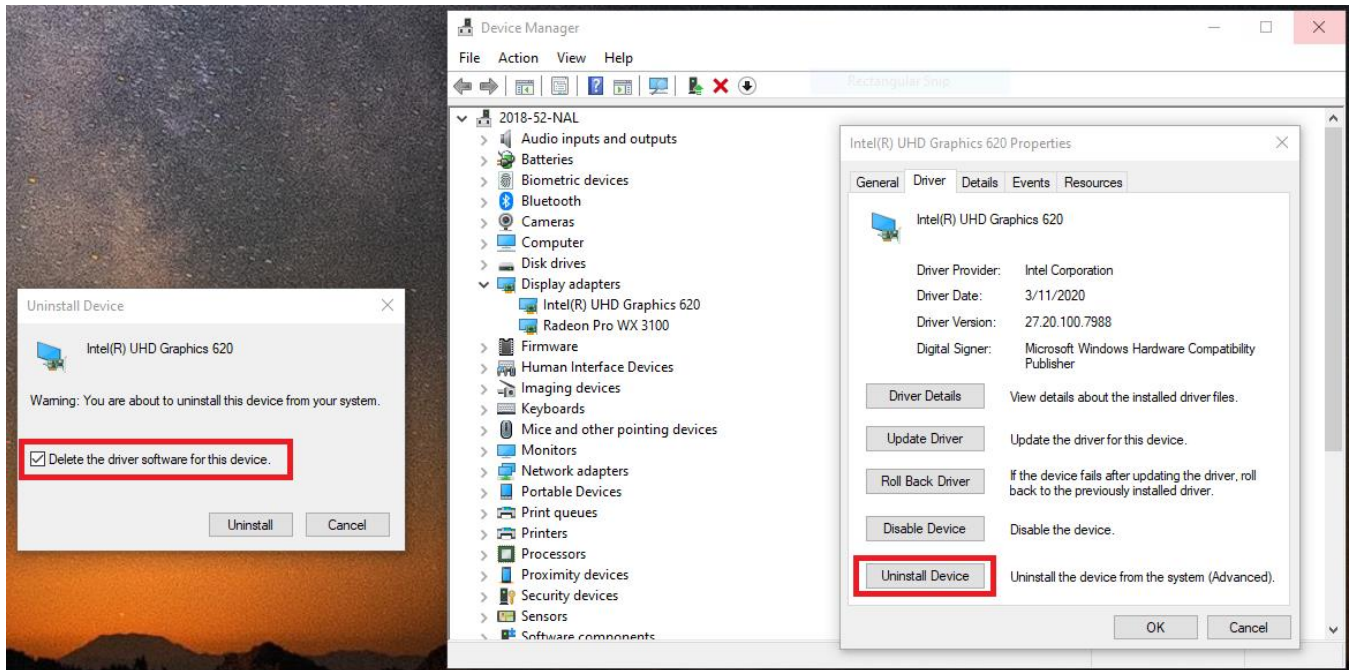 Device Manager
File Action View Help
Rectangular Snip
2018-52-NAL
Audio inputs and outputs
Batteries
Biometric devices
Bluetooth
Cameras
Computer
Disk drives
Display adapters
Intel(R) UHD Graphics 620
Radeon Pro WX 3100
Firmware
Human Interface Devices
Imaging devices
Keyboards
Mice and other pointing devices
Monitors
Network adapters
Portable Devices
Print queues
Printers
Processors
Proximity devices
Security devices
Sensors
Software components
Uninstall Device
Intel(R) UHD Graphics 620
Warning: You are about to uninstall this device from your system.
Delete the driver software for this device.
Uninstall Cancel
Intel(R) UHD Graphics 620 Properties
General Driver Details Events Resources
Intel(R) UHD Graphics 620
Driver Provider: Intel Corporation
Driver Date: 3/11/2020
Driver Version: 27.20.100.7988
Digital Signer: Microsoft Windows Hardware Compatibility
Publisher
Driver Details View details about the installed driver files.
Update Driver Update the driver for this device.
Roll Back Driver If the device fails after updating the driver, roll
back to the previously installed driver.
Disable Device Disable the device.
Uninstall Device Uninstall the device from the system (Advanced).
OK Cancel